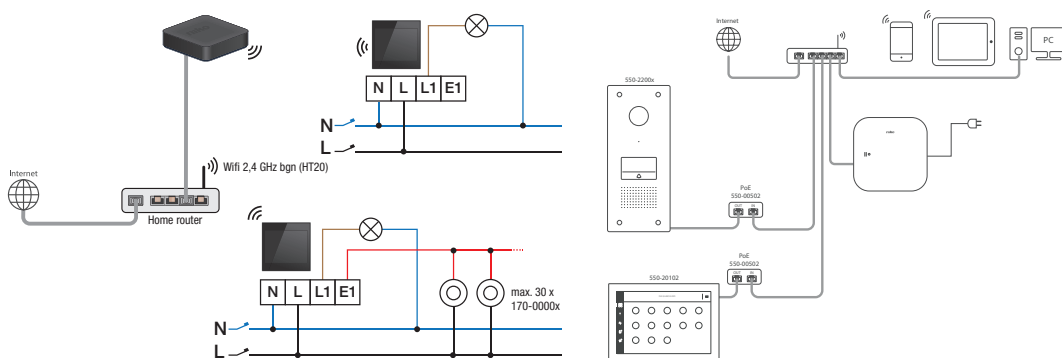 N L L1 E1
N
L
Wifi 2,4 GHz bgn (HT20)
Internet
Home router
N L L1 E1
max. 30 x
170-0000x
N
L
Internet
PC
550-2200x
PoE
550-00502
OUT IN
PoE
550-00502
OUT IN
550-20102